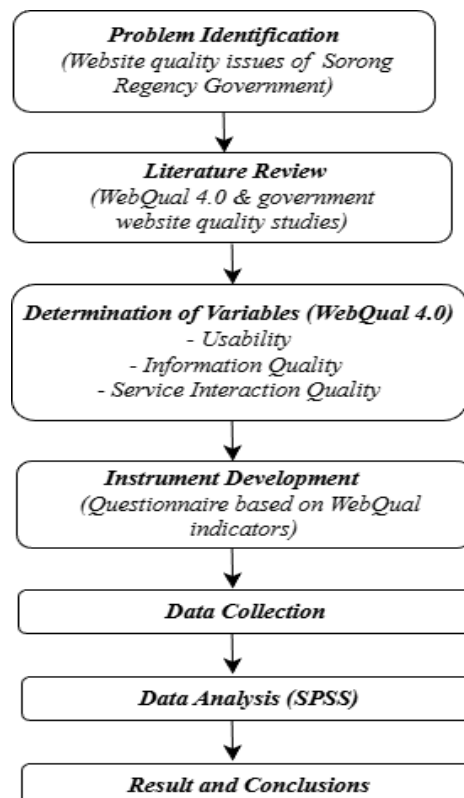 Problem Identification
(Website quality issues of Sorong
Regency Government)
Literature Review
(WebQual 4.0 & government
website quality studies)
Determination of Variables (WebQual 4.0)
- Usability
- Information Quality
- Service Interaction Quality
Instrument Development
(Questionnaire based on WebQual
indicators)
Data Collection
Data Analysis (SPSS)
Result and Conclusions